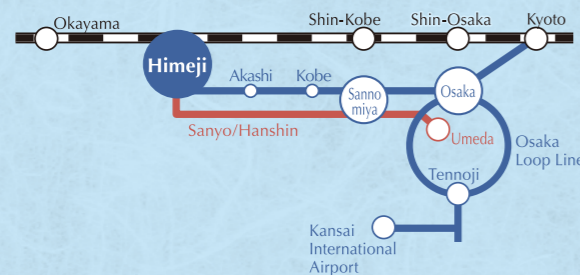 Okayama
Shin-Kobe
Shin-Osaka
Kyoto
Himeji
Akashi
Kobe
Sanno
miya
Osaka
Sanyo/Hanshin
Umeda
Osaka
Loop Line
Tennoji
Kansai
International
Airport